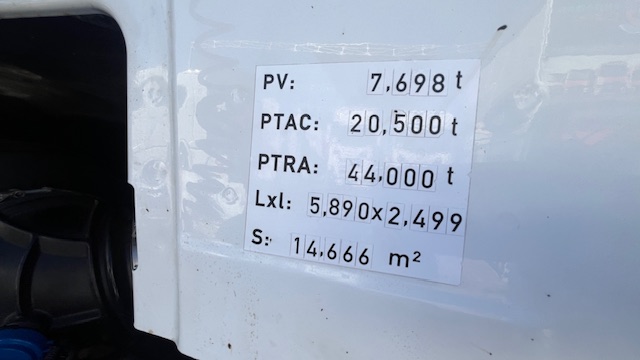 PV: 7,698 t
PTAC: 20,500 t
PTRA: 44,000 t
Lxl: 5,890x2,499
S: 14,666 m²